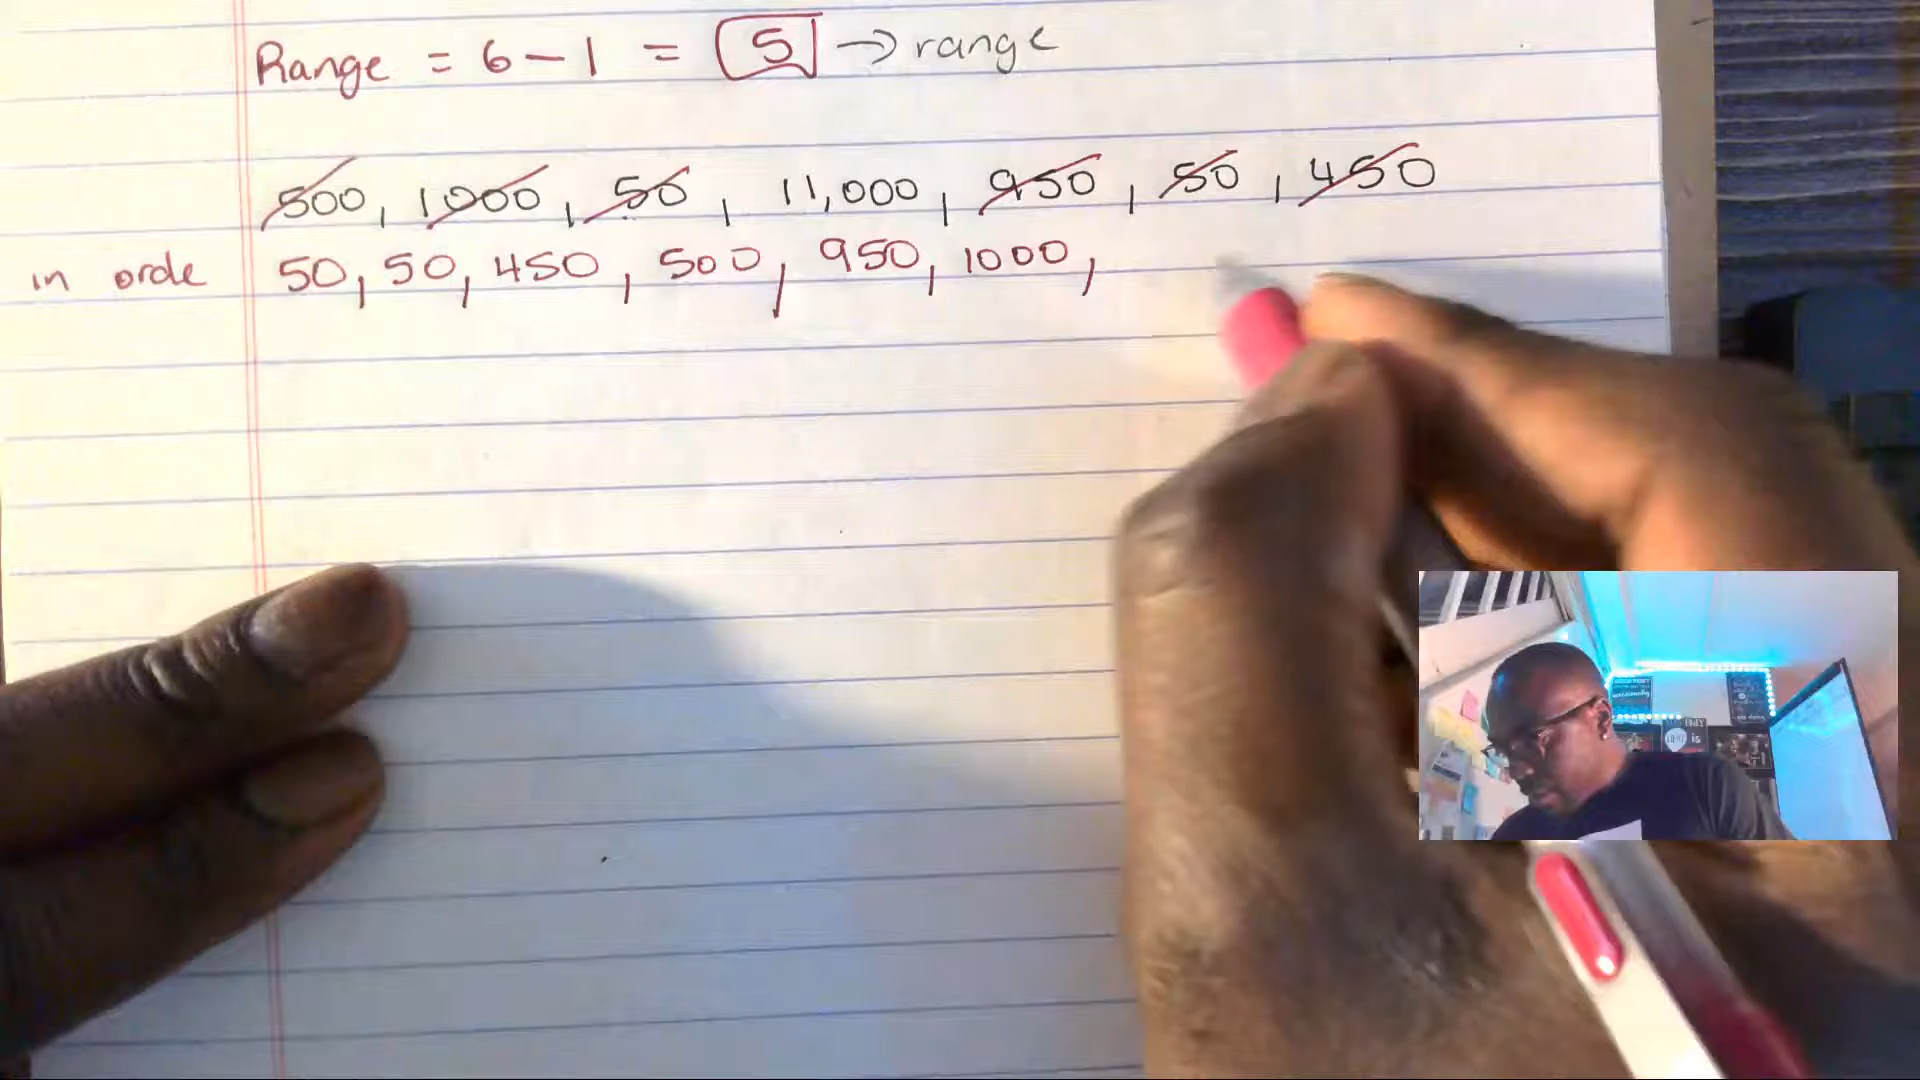 Range = 6 - 1 = 5 → range
500, 1000, 50, 11,000, 950, 50, 450
in orde 50, 50, 450, 500, 950, 1000,
is